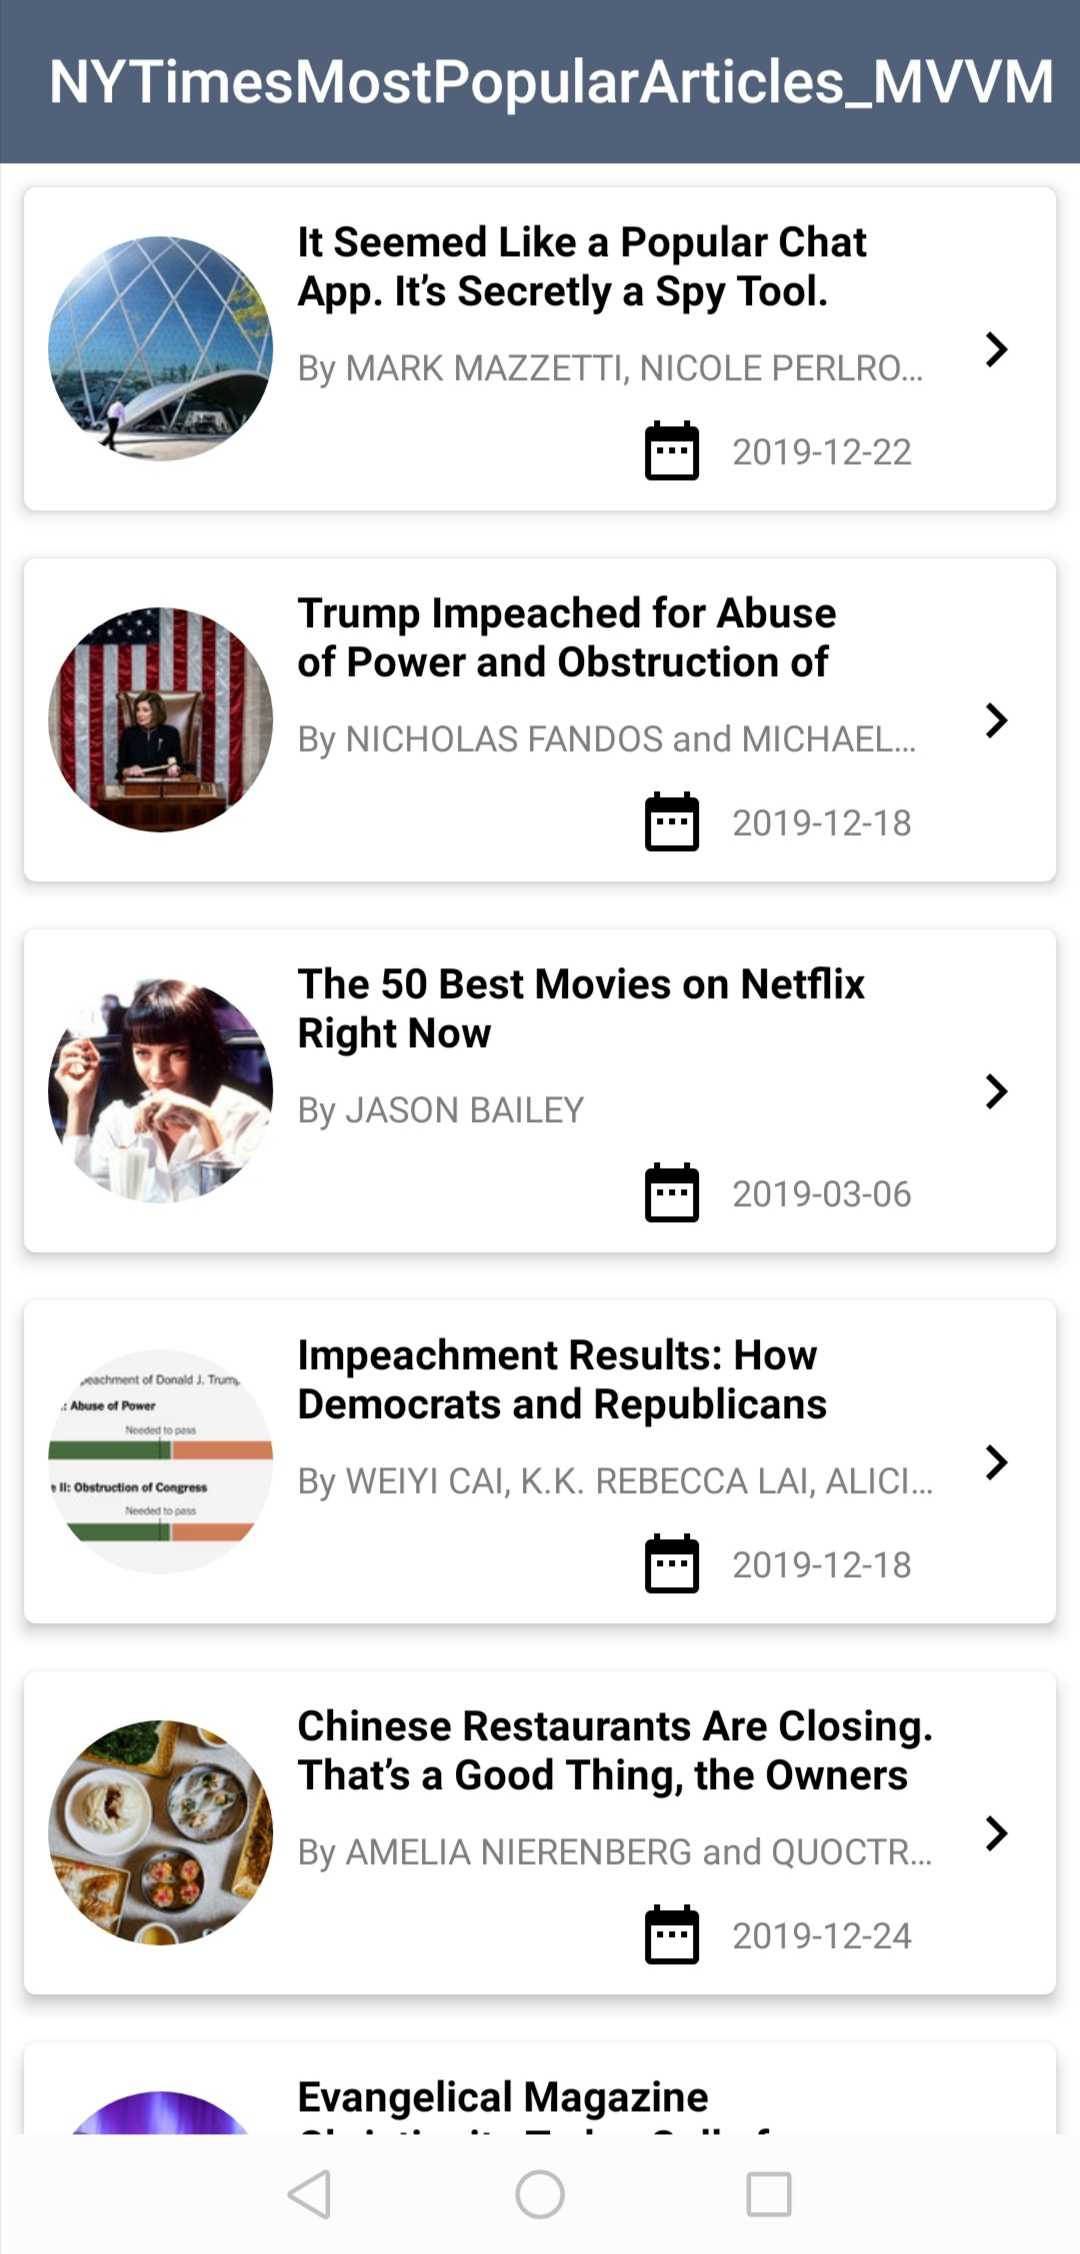 NYTimesMostPopularArticles_MVVM
It Seemed Like a Popular Chat
App. It’s Secretly a Spy Tool.
By MARK MAZZETTI, NICOLE PERLRO...
2019-12-22
Trump Impeached for Abuse
of Power and Obstruction of
By NICHOLAS FANDOS and MICHAEL...
2019-12-18
The 50 Best Movies on Netflix
Right Now
By JASON BAILEY
2019-03-06
Impeachment Results: How
Democrats and Republicans
By WEIYI CAI, K.K. REBECCA LAI, ALICI...
2019-12-18
eachment of Donald J. Trump
: Abuse of Power
Needed to pass
II: Obstruction of Congress
Needed to pass
Chinese Restaurants Are Closing.
That’s a Good Thing, the Owners
By AMELIA NIERENBERG and QUOCTR...
2019-12-24
Evangelical Magazine